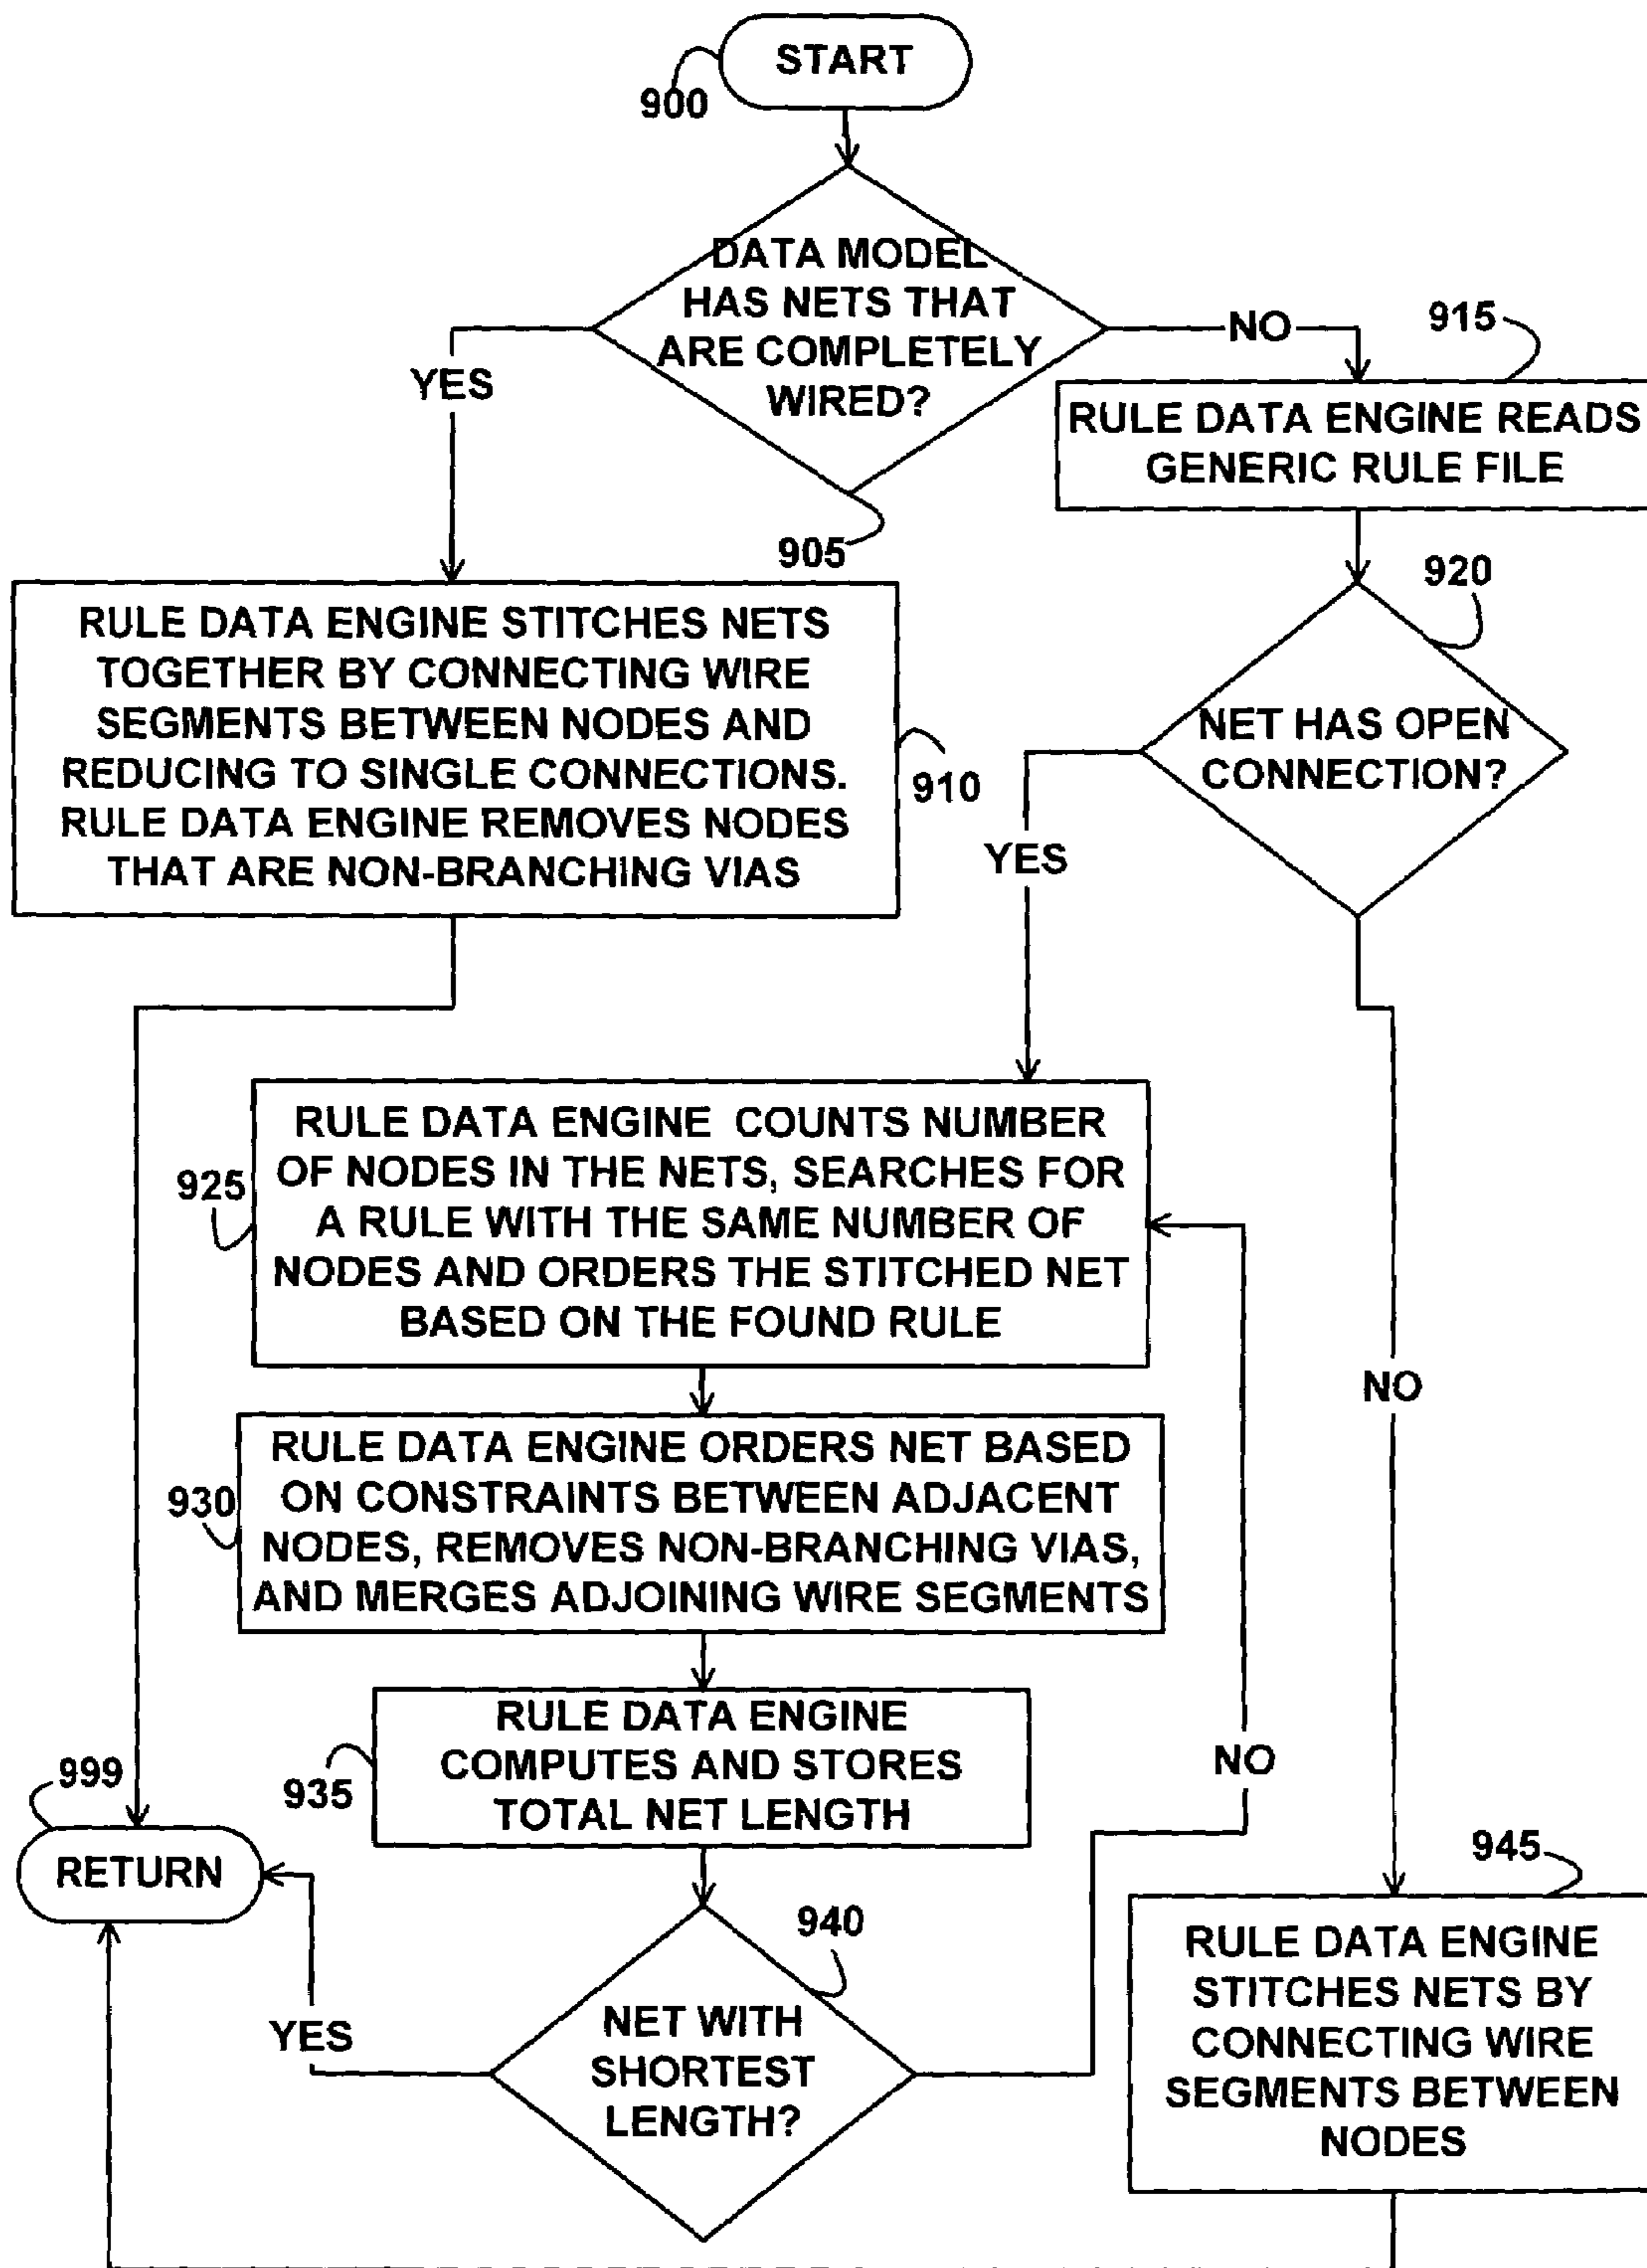 START
900
DATA MODEL
HAS NETS THAT
ARE COMPLETELY
WIRED?
905
YES
NO
915
RULE DATA ENGINE READS
GENERIC RULE FILE
RULE DATA ENGINE STITCHES NETS
TOGETHER BY CONNECTING WIRE
SEGMENTS BETWEEN NODES AND
REDUCING TO SINGLE CONNECTIONS.
RULE DATA ENGINE REMOVES NODES
THAT ARE NON-BRANCHING VIAS
910
920
NET HAS OPEN
CONNECTION?
YES
NO
RULE DATA ENGINE COUNTS NUMBER
OF NODES IN THE NETS, SEARCHES FOR
A RULE WITH THE SAME NUMBER OF
NODES AND ORDERS THE STITCHED NET
BASED ON THE FOUND RULE
925
RULE DATA ENGINE ORDERS NET BASED
ON CONSTRAINTS BETWEEN ADJACENT
NODES, REMOVES NON-BRANCHING VIAS,
AND MERGES ADJOINING WIRE SEGMENTS
930
RULE DATA ENGINE
COMPUTES AND STORES
TOTAL NET LENGTH
935
NO
999
RETURN
940
NET WITH
SHORTEST
LENGTH?
YES
945
RULE DATA ENGINE
STITCHES NETS BY
CONNECTING WIRE
SEGMENTS BETWEEN
NODES